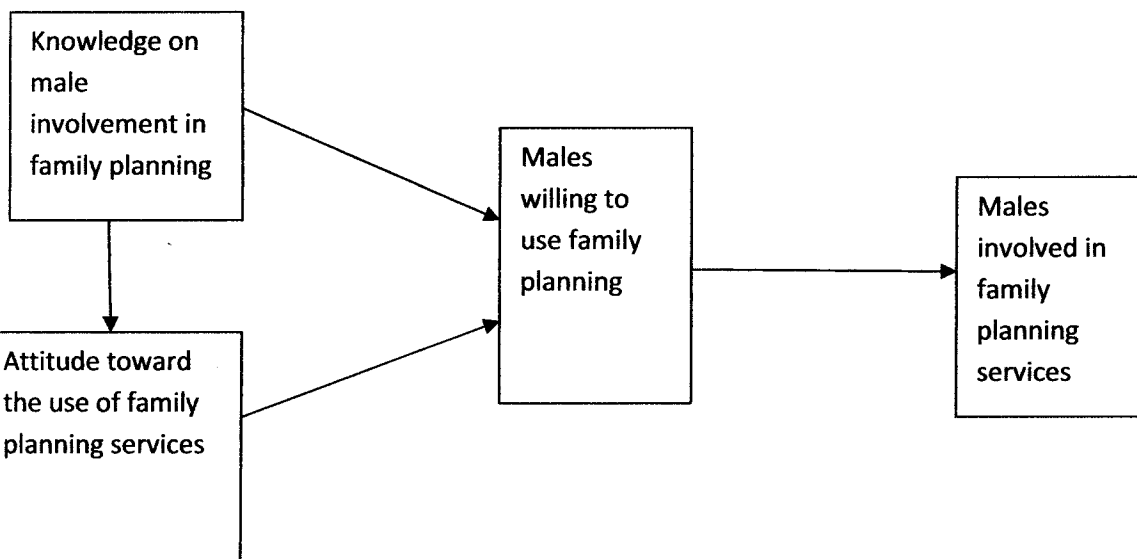 Knowledge on
male
involvement in
family planning
Males
willing to
use family
planning
Males
involved in
family
planning
services
Attitude toward
the use of family
planning services